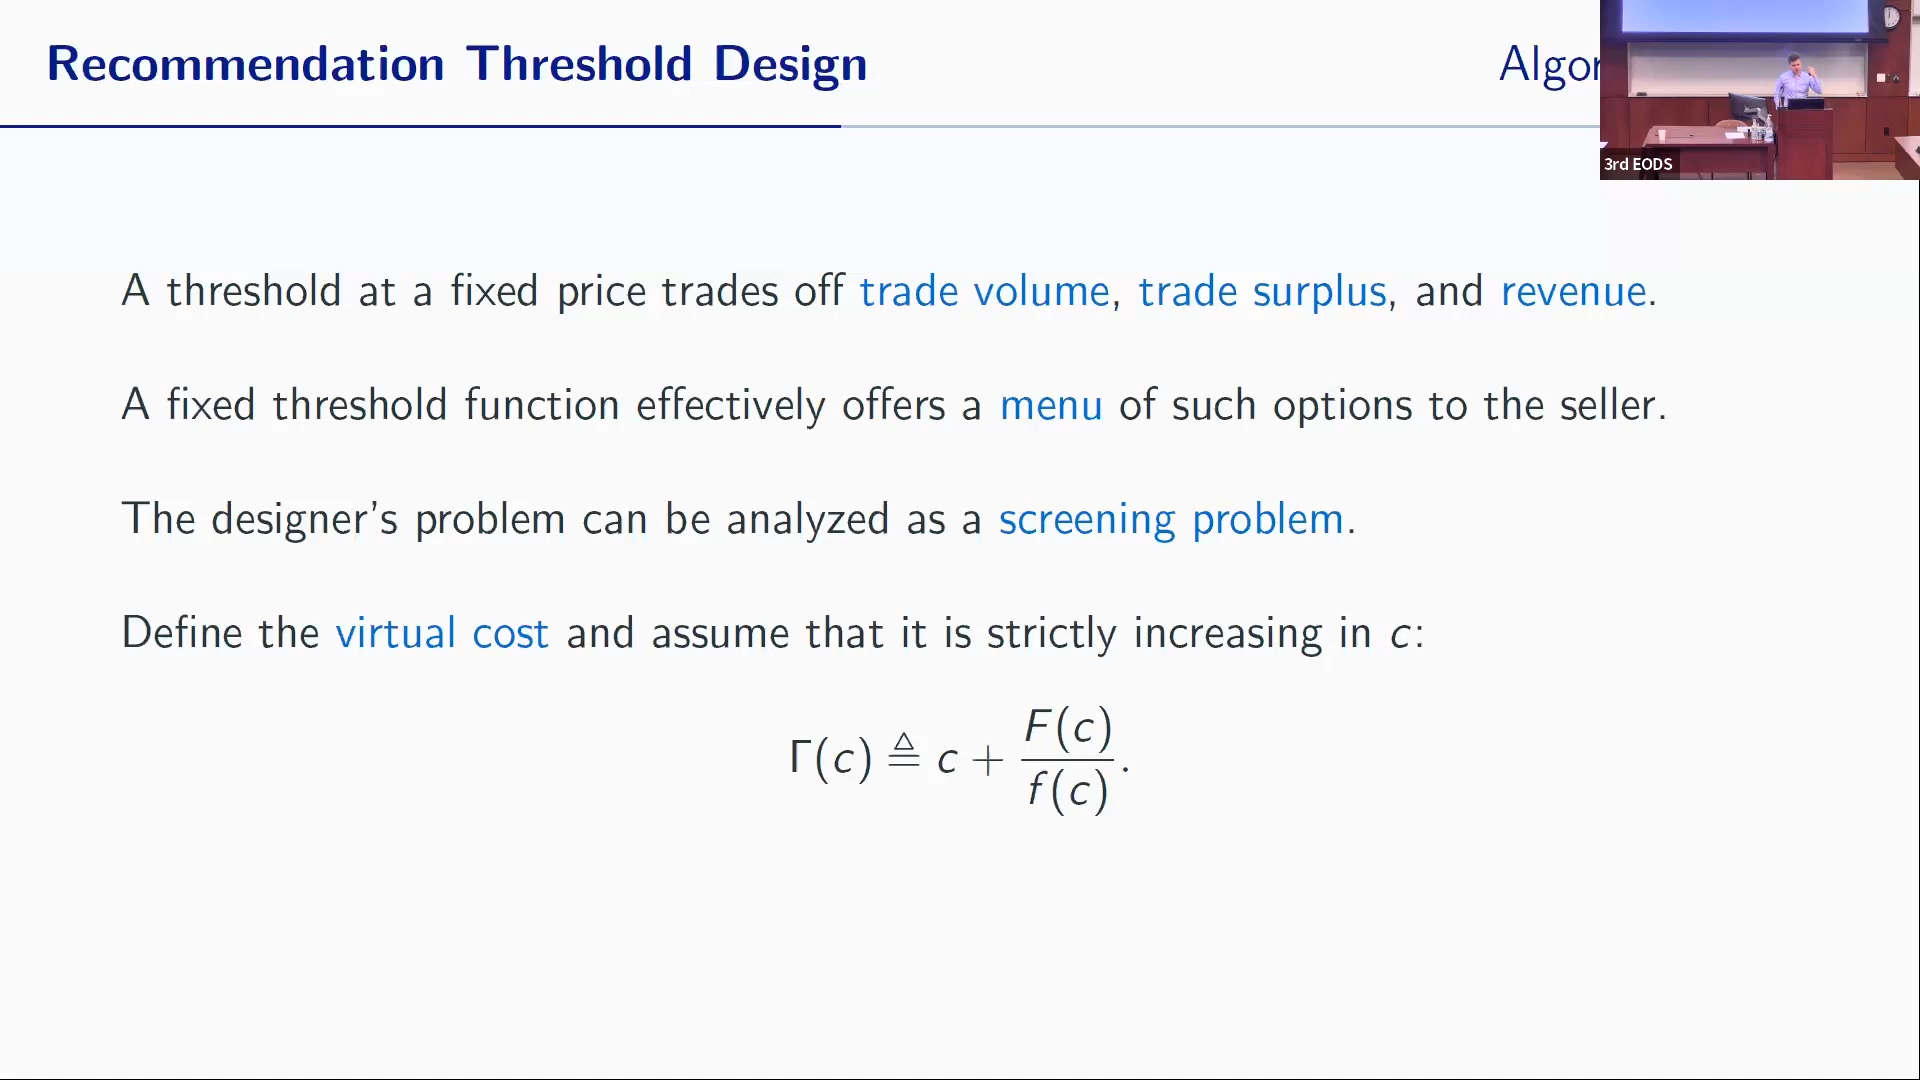 Recommendation Threshold Design
Algor
3rd EODS
A threshold at a fixed price trades off trade volume, trade surplus, and revenue.
A fixed threshold function effectively offers a menu of such options to the seller.
The designer's problem can be analyzed as a screening problem.
Define the virtual cost and assume that it is strictly increasing in c:
Γ(c) ≜ c + F(c)/f(c).